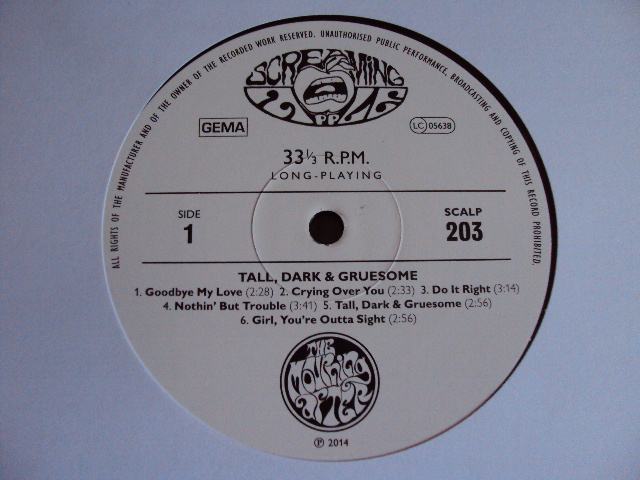 ALL RIGHTS OF THE MANUFACTURER AND OF THE OWNER OF THE RECORDED WORK RESERVED. UNAUTHORISED PUBLIC PERFORMANCE, BROADCASTING AND COPYING OF THIS RECORD PROHIBITED.
SCREAMING
APPLE
GEMA
LC 05638
33⅓ R.P.M.
LONG-PLAYING
SIDE
1
SCALP
203
TALL, DARK & GRUESOME
1. Goodbye My Love (2:28) 2. Crying Over You (2:33) 3. Do It Right (3:14)
4. Nothin' But Trouble (3:41) 5. Tall, Dark & Gruesome (2:56)
6. Girl, You're Outta Sight (2:56)
THE
MOURNING
AFTER
℗ 2014